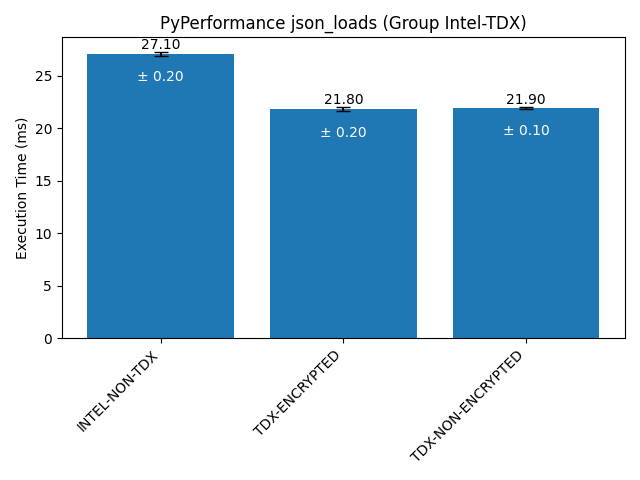 PyPerformance json_loads (Group Intel-TDX)
Execution Time (ms)
25
20
15
10
5
0
27.10
± 0.20
21.80
± 0.20
21.90
± 0.10
INTEL-NON-TDX
TDX-ENCRYPTED
TDX-NON-ENCRYPTED